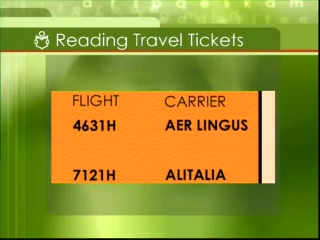 Reading Travel Tickets
FLIGHT CARRIER
4631H AER LINGUS
7121H ALITALIA